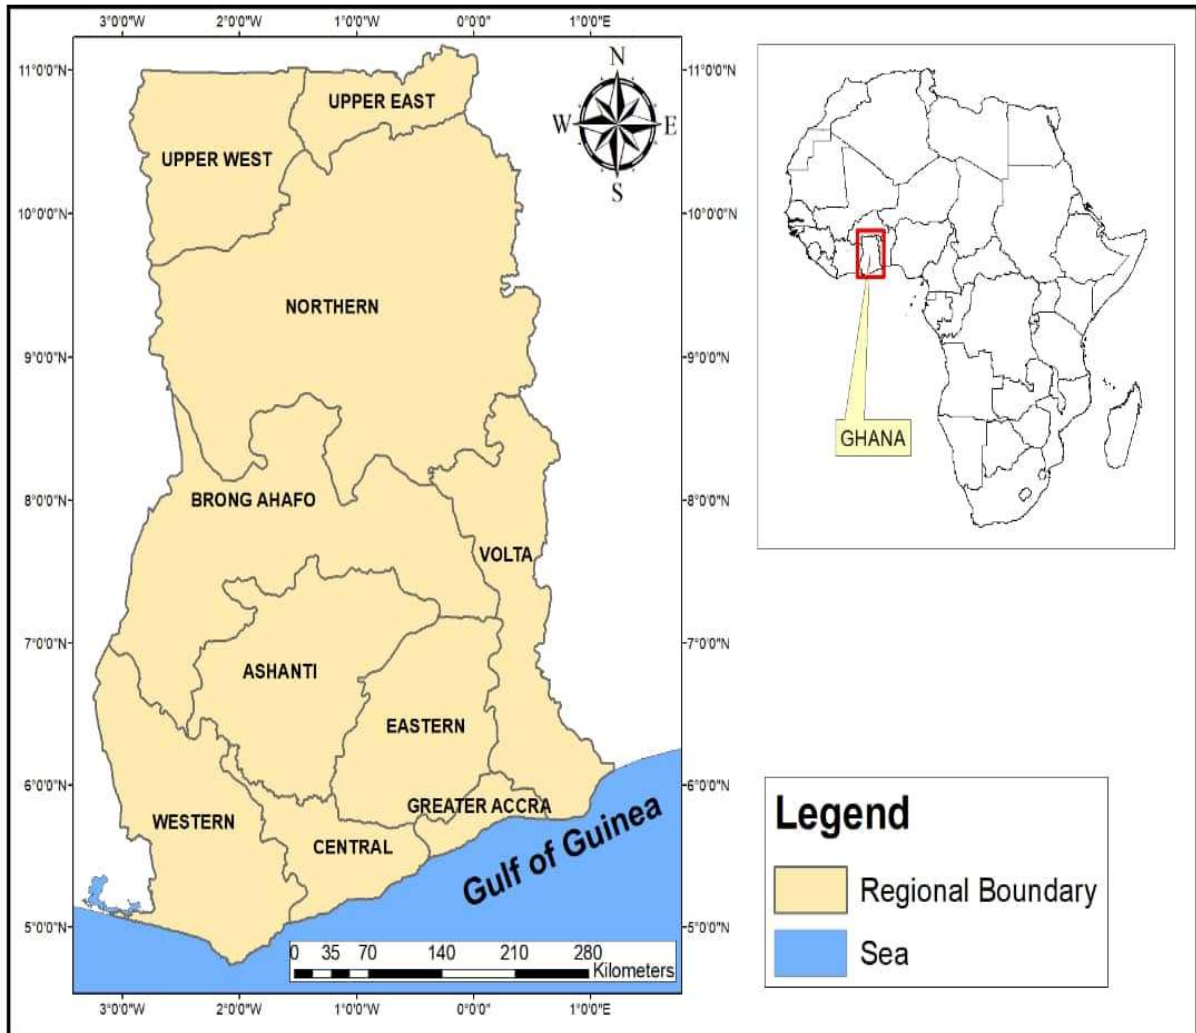 3°0'0"W 2°0'0"W 1°0'0"W 0°0'0"E 1°0'0"E
11°0'0"N
10°0'0"N
9°0'0"N
8°0'0"N
7°0'0"N
6°0'0"N
5°0'0"N
UPPER EAST
UPPER WEST
NORTHERN
BRONG AHAFO
VOLTA
ASHANTI
EASTERN
GREATER ACCRA
WESTERN
CENTRAL
Gulf of Guinea
0 35 70 140 210 280
Kilometers
N
W E
S
11°0'0"N
10°0'0"N
9°0'0"N
8°0'0"N
7°0'0"N
6°0'0"N
5°0'0"N
3°0'0"W 2°0'0"W 1°0'0"W 0°0'0"E 1°0'0"E
GHANA
Legend
Regional Boundary
Sea